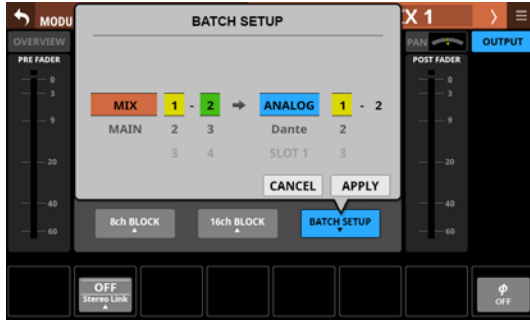 MODU
BATCH SETUP
X 1
OVERVIEW
PAN
OUTPUT
PRE FADER
POST FADER
0
3
9
20
40
60
0
3
9
20
40
60
MIX 1 - 2 → ANALOG 1 - 2
MAIN 2 3 Dante 2
3 4 SLOT 1 3
CANCEL APPLY
8ch BLOCK
16ch BLOCK
BATCH SETUP
OFF
Stereo Link
Φ
OFF